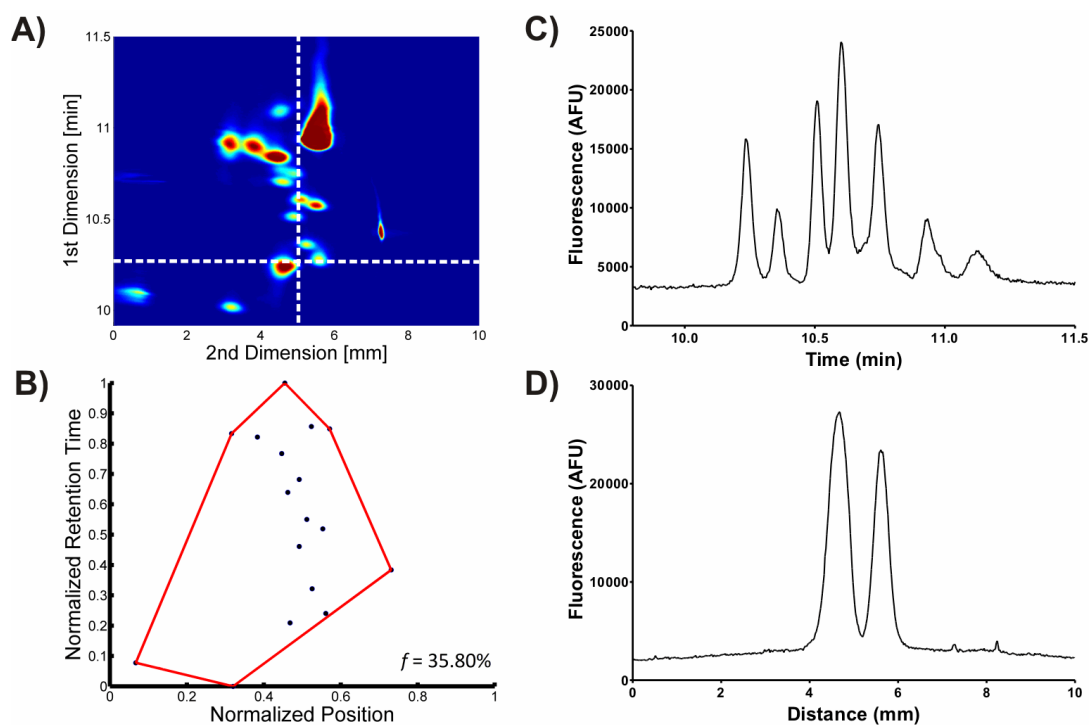 A)
11.5
11
10.5
10
1st Dimension [min]
0 2 4 6 8 10
2nd Dimension [mm]
B)
1
0.9
0.8
0.7
0.6
0.5
0.4
0.3
0.2
0.1
0
Normalized Retention Time
f = 35.80%
0 0.2 0.4 0.6 0.8 1
Normalized Position
C)
25000
20000
15000
10000
5000
0
Fluorescence (AFU)
10.0 10.5 11.0 11.5
Time (min)
D)
30000
20000
10000
0
Fluorescence (AFU)
0 2 4 6 8 10
Distance (mm)